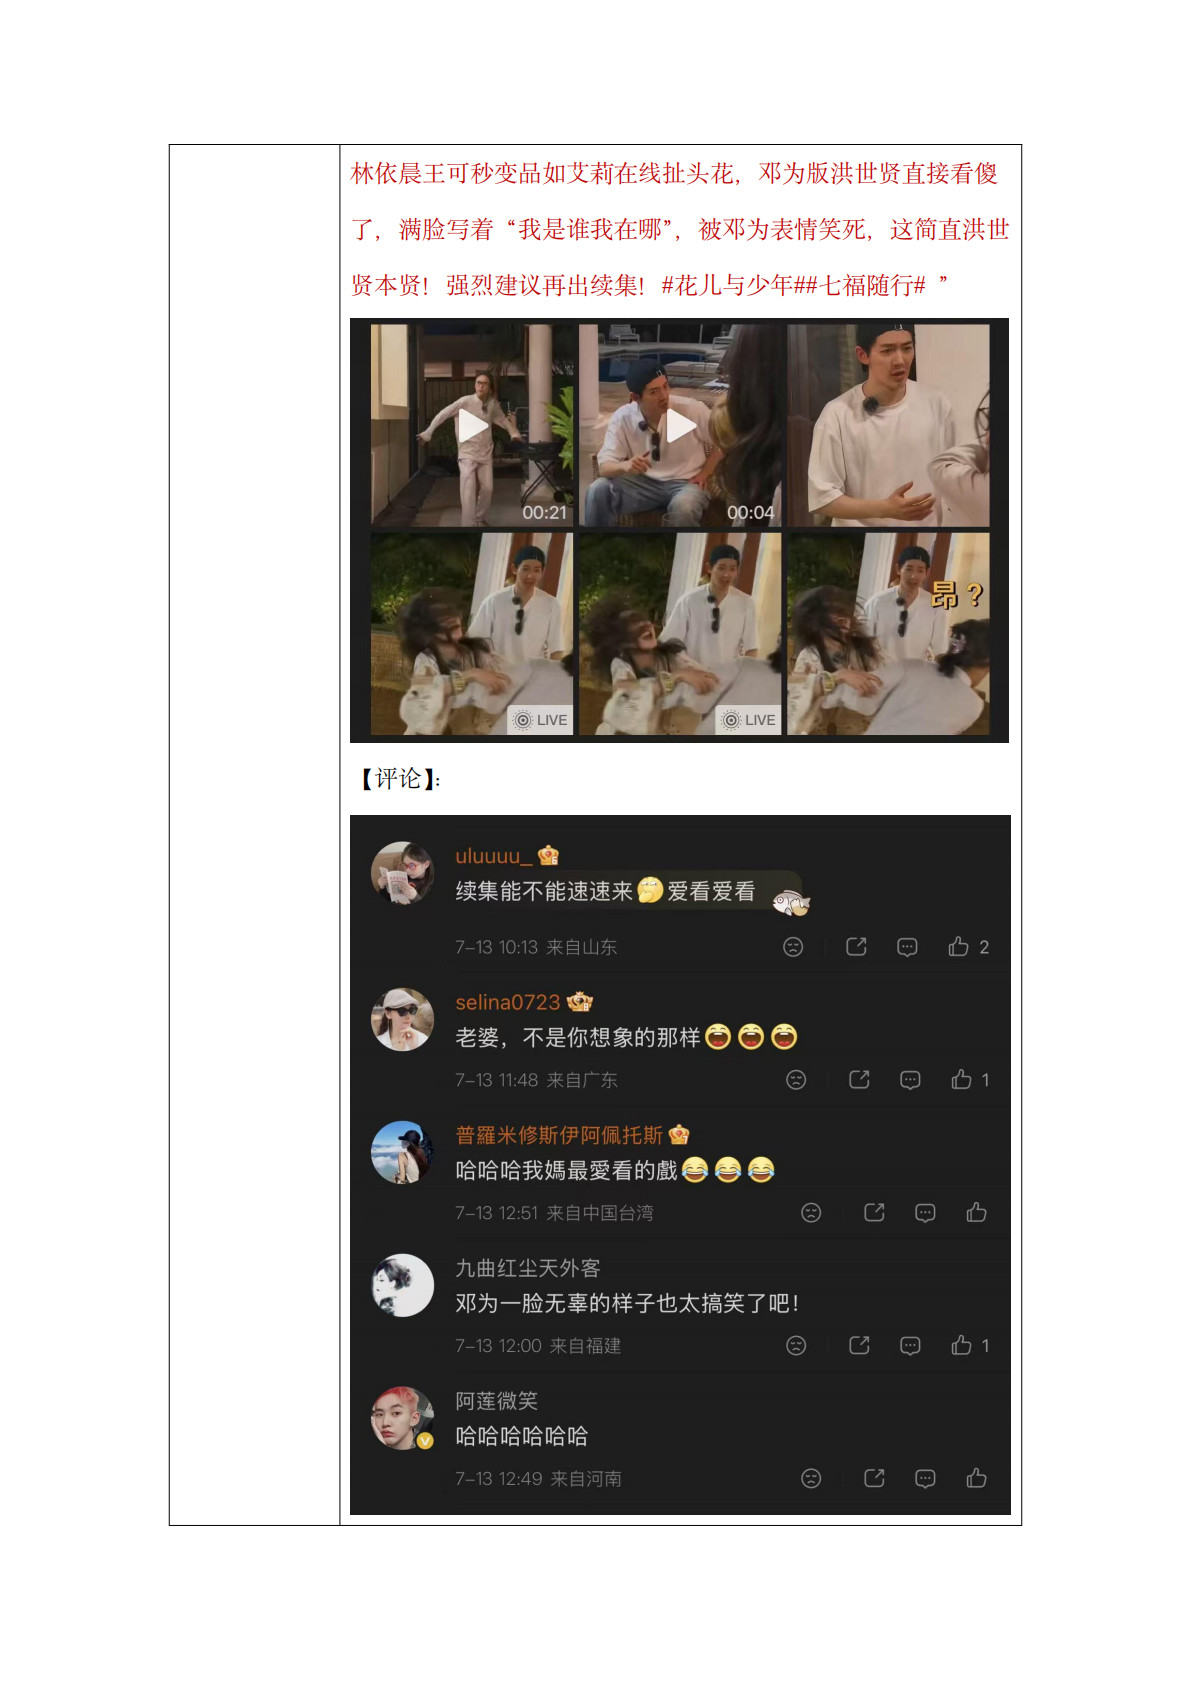 林依晨王可秒变品如艾莉在线扯头花，邓为版洪世贤直接看傻
了，满脸写着“我是谁我在哪”，被邓为表情笑死，这简直洪世
贤本贤！强烈建议再出续集！#花儿与少年##七福随行# ”
00:21
00:04
昂？
LIVE
LIVE
【评论】：
uluuuu_
续集能不能速速来爱看爱看
7-13 10:13 来自山东
2
selina0723
老婆，不是你想象的那样
7-13 11:48 来自广东
1
普羅米修斯伊阿佩托斯
哈哈哈我媽最愛看的戲
7-13 12:51 来自中国台湾
九曲红尘天外客
邓为一脸无辜的样子也太搞笑了吧！
7-13 12:00 来自福建
1
阿莲微笑
哈哈哈哈哈哈
7-13 12:49 来自河南